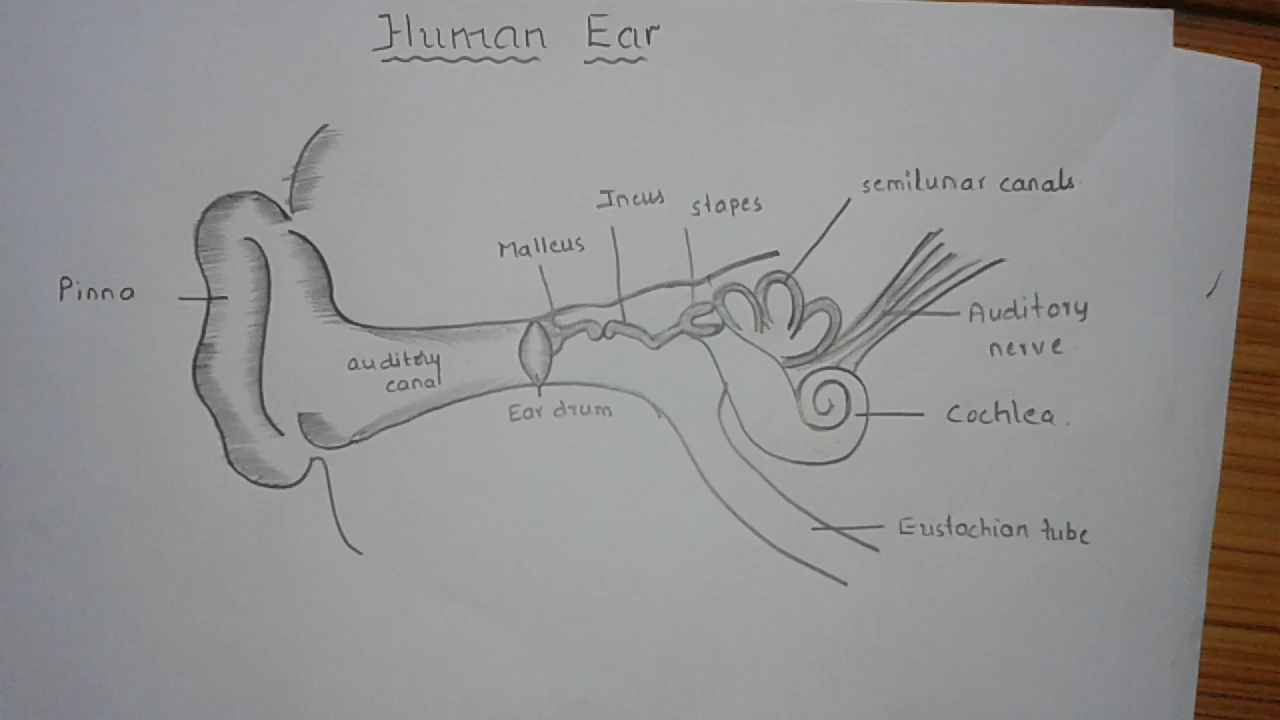 Human Ear
semilunar canals
Incus
stapes
Malleus
Pinna
Auditory
nerve
auditory
canal
Ear drum
Cochlea.
Eustachian tube